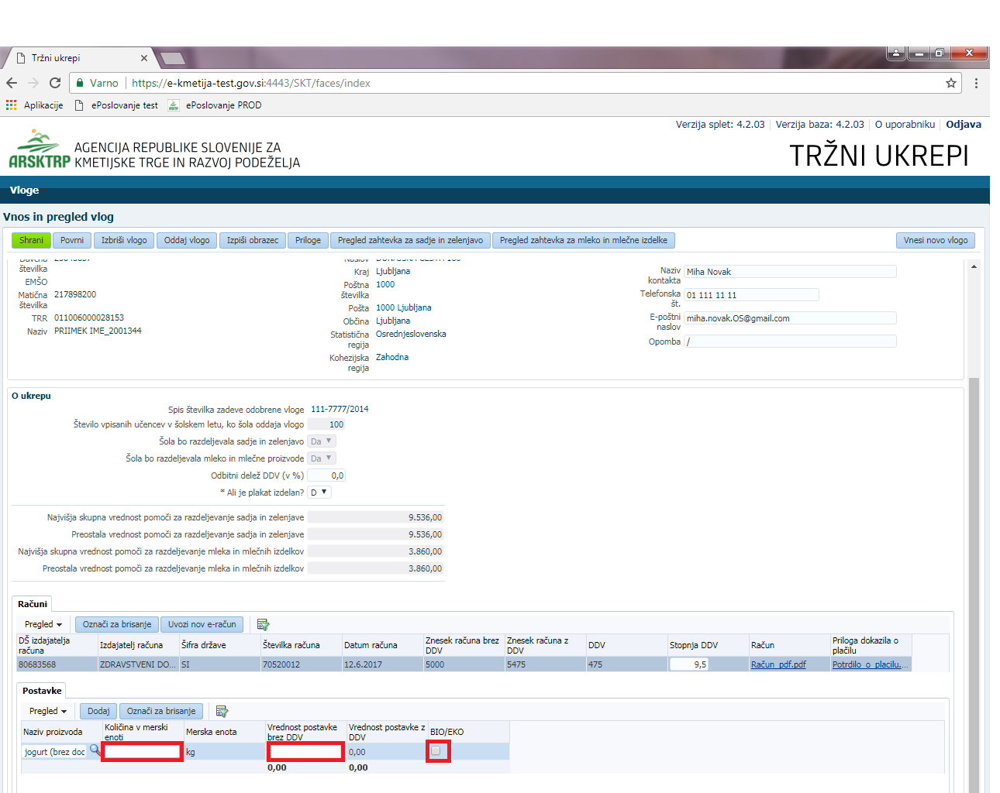 Tržni ukrepi
Varno https://e-kmetija-test.gov.si:4443/SKT/faces/index
Aplikacije ePoslovanje test ePoslovanje PROD
Verzija splet: 4.2.03 Verzija baza: 4.2.03 O uporabniku Odjava
ARSKTRP
AGENCIJA REPUBLIKE SLOVENIJE ZA
KMETIJSKE TRGE IN RAZVOJ PODEŽELJA
TRŽNI UKREPI
Vloge
Vnos in pregled vlog
Shrani Povrni Izbriši vlogo Oddaj vlogo Izpiši obrazec Priloge Pregled zahtevka za sadje in zelenjavo Pregled zahtevka za mleko in mlečne izdelke Vnesi novo vlogo
številka
EMŠO
Matična številka 217898200
TRR 011006000028153
Naziv PRIIMEK IME_2001344
Kraj Ljubljana
Poštna številka 1000
Pošta 1000 Ljubljana
Občina Ljubljana
Statistična regija Osrednjeslovenska
Kohezijska regija Zahodna
Naziv kontakta Miha Novak
Telefonska št. 01 111 11 11
E-poštni naslov miha.novak.OS@gmail.com
Opomba /
O ukrepu
Spis številka zadeve odobrene vloge 111-7777/2014
Število vpisanih učencev v šolskem letu, ko šola oddaja vlogo 100
Šola bo razdeljevala sadje in zelenjavo Da
Šola bo razdeljevala mleko in mlečne proizvode Da
Odbitni delež DDV (v %) 0,0
* Ali je plakat izdelan? D
Najvišja skupna vrednost pomoči za razdeljevanje sadja in zelenjave 9.536,00
Preostala vrednost pomoči za razdeljevanje sadja in zelenjave 9.536,00
Najvišja skupna vrednost pomoči za razdeljevanje mleka in mlečnih izdelkov 3.860,00
Preostala vrednost pomoči za razdeljevanje mleka in mlečnih izdelkov 3.860,00
Računi
Pregled Označi za brisanje Uvozi nov e-račun
DŠ izdajatelja računa Izdajatelj računa Šifra države Številka računa Datum računa Znesek računa brez DDV Znesek računa z DDV DDV Stopnja DDV Račun Priloga dokazila o plačilu
80683568 ZDRAVSTVENI DO... SI 70520012 12.6.2017 5000 5475 475 9,5 Račun_pdf.pdf Potrdilo_o_placilu....
Postavke
Pregled Dodaj Označi za brisanje
Naziv proizvoda Količina v merski enoti Merska enota Vrednost postavke brez DDV Vrednost postavke z DDV BIO/EKO
jogurt (brez doc kg 0,00
0,00 0,00